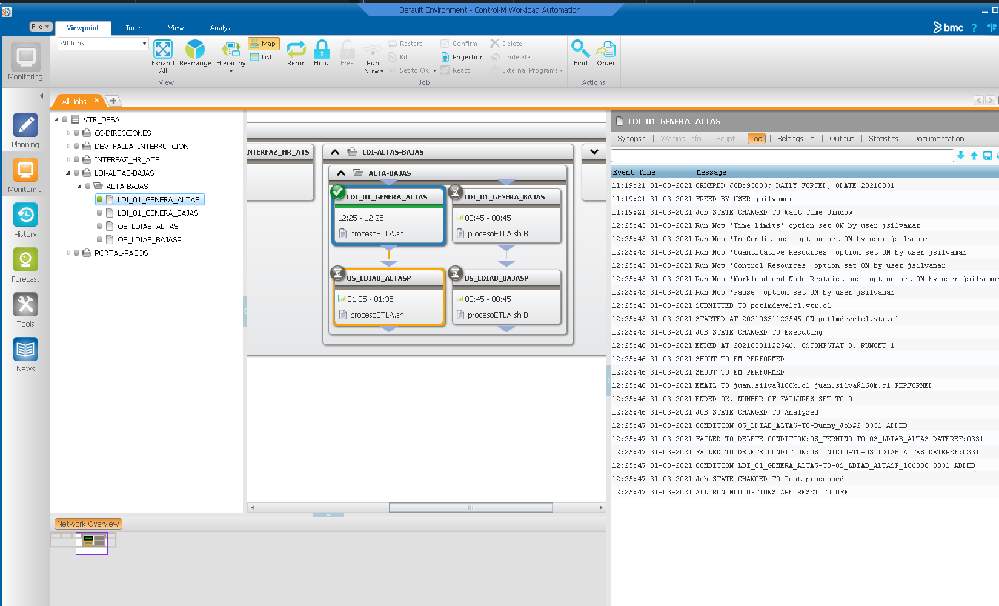 Default Environment - Control-M Workload Automation
File
Viewpoint
Tools
View
Analysis
bmc
?
Monitoring
All Jobs
Expand All
Rearrange
Hierarchy
Map
List
View
Rerun
Hold
Free
Run Now
Restart
Kill
Set to OK
Confirm
Projection
React
Delete
Undelete
External Programs
Job
Find
Order
Actions
All Jobs
Planning
Monitoring
History
Forecast
Tools
News
VTR_DESA
CC-DIRECCIONES
DEV_FALLA_INTERRUPCION
INTERFAZ_HR_ATS
LDI-ALTAS-BAJAS
ALTA-BAJAS
LDI_01_GENERA_ALTAS
LDI_01_GENERA_BAJAS
OS_LDIAB_ALTASP
OS_LDIAB_BAJASP
PORTAL-PAGOS
NTERFAZ_HR_ATS
LDI-ALTAS-BAJAS
ALTA-BAJAS
LDI_01_GENERA_ALTAS
12:25 - 12:25
procesoETLA.sh
LDI_01_GENERA_BAJAS
00:45 - 00:45
procesoETLA.sh B
OS_LDIAB_ALTASP
01:35 - 01:35
procesoETLA.sh
OS_LDIAB_BAJASP
00:45 - 00:45
procesoETLA.sh B
Network Overview
LDI_01_GENERA_ALTAS
Synopsis | Waiting Info | Script | Log | Belongs To | Output | Statistics | Documentation
Event Time Message
11:19:21 31-03-2021 ORDERED JOB:93083; DAILY FORCED, ODATE 20210331
11:19:21 31-03-2021 FREED BY USER jsilvamar
11:19:21 31-03-2021 Job STATE CHANGED TO Wait Time Window
12:25:45 31-03-2021 Run Now 'Time Limits' option set ON by user jsilvamar
12:25:45 31-03-2021 Run Now 'In Conditions' option set ON by user jsilvamar
12:25:45 31-03-2021 Run Now 'Quantitative Resources' option set ON by user jsilvamar
12:25:45 31-03-2021 Run Now 'Control Resources' option set ON by user jsilvamar
12:25:45 31-03-2021 Run Now 'Workload and Node Restrictions' option set ON by user jsilvamar
12:25:45 31-03-2021 Run Now 'Pause' option set ON by user jsilvamar
12:25:45 31-03-2021 SUBMITTED TO pctlmdevelcl.vtr.cl
12:25:45 31-03-2021 STARTED AT 20210331122545 ON pctlmdevelcl.vtr.cl
12:25:45 31-03-2021 JOB STATE CHANGED TO Executing
12:25:46 31-03-2021 ENDED AT 20210331122546. OSCOMPSTAT 0. RUNCNT 1
12:25:46 31-03-2021 SHOUT TO EM PERFORMED
12:25:46 31-03-2021 SHOUT TO EM PERFORMED
12:25:46 31-03-2021 EMAIL TO juan.silva@160k.cl juan.silva@160k.cl PERFORMED
12:25:46 31-03-2021 ENDED OK. NUMBER OF FAILURES SET TO 0
12:25:46 31-03-2021 JOB STATE CHANGED TO Analyzed
12:25:47 31-03-2021 CONDITION OS_LDIAB_ALTAS-TO-Dummy_Job#2 0331 ADDED
12:25:47 31-03-2021 FAILED TO DELETE CONDITION:OS_TERMINO-TO-OS_LDIAB_ALTAS DATEREF:0331
12:25:47 31-03-2021 FAILED TO DELETE CONDITION:OS_INICIO-TO-OS_LDIAB_ALTAS DATEREF:0331
12:25:47 31-03-2021 CONDITION LDI_01_GENERA_ALTAS-TO-OS_LDIAB_ALTASP_166080 0331 ADDED
12:25:47 31-03-2021 Job STATE CHANGED TO Post processed
12:25:47 31-03-2021 ALL RUN_NOW OPTIONS ARE RESET TO OFF